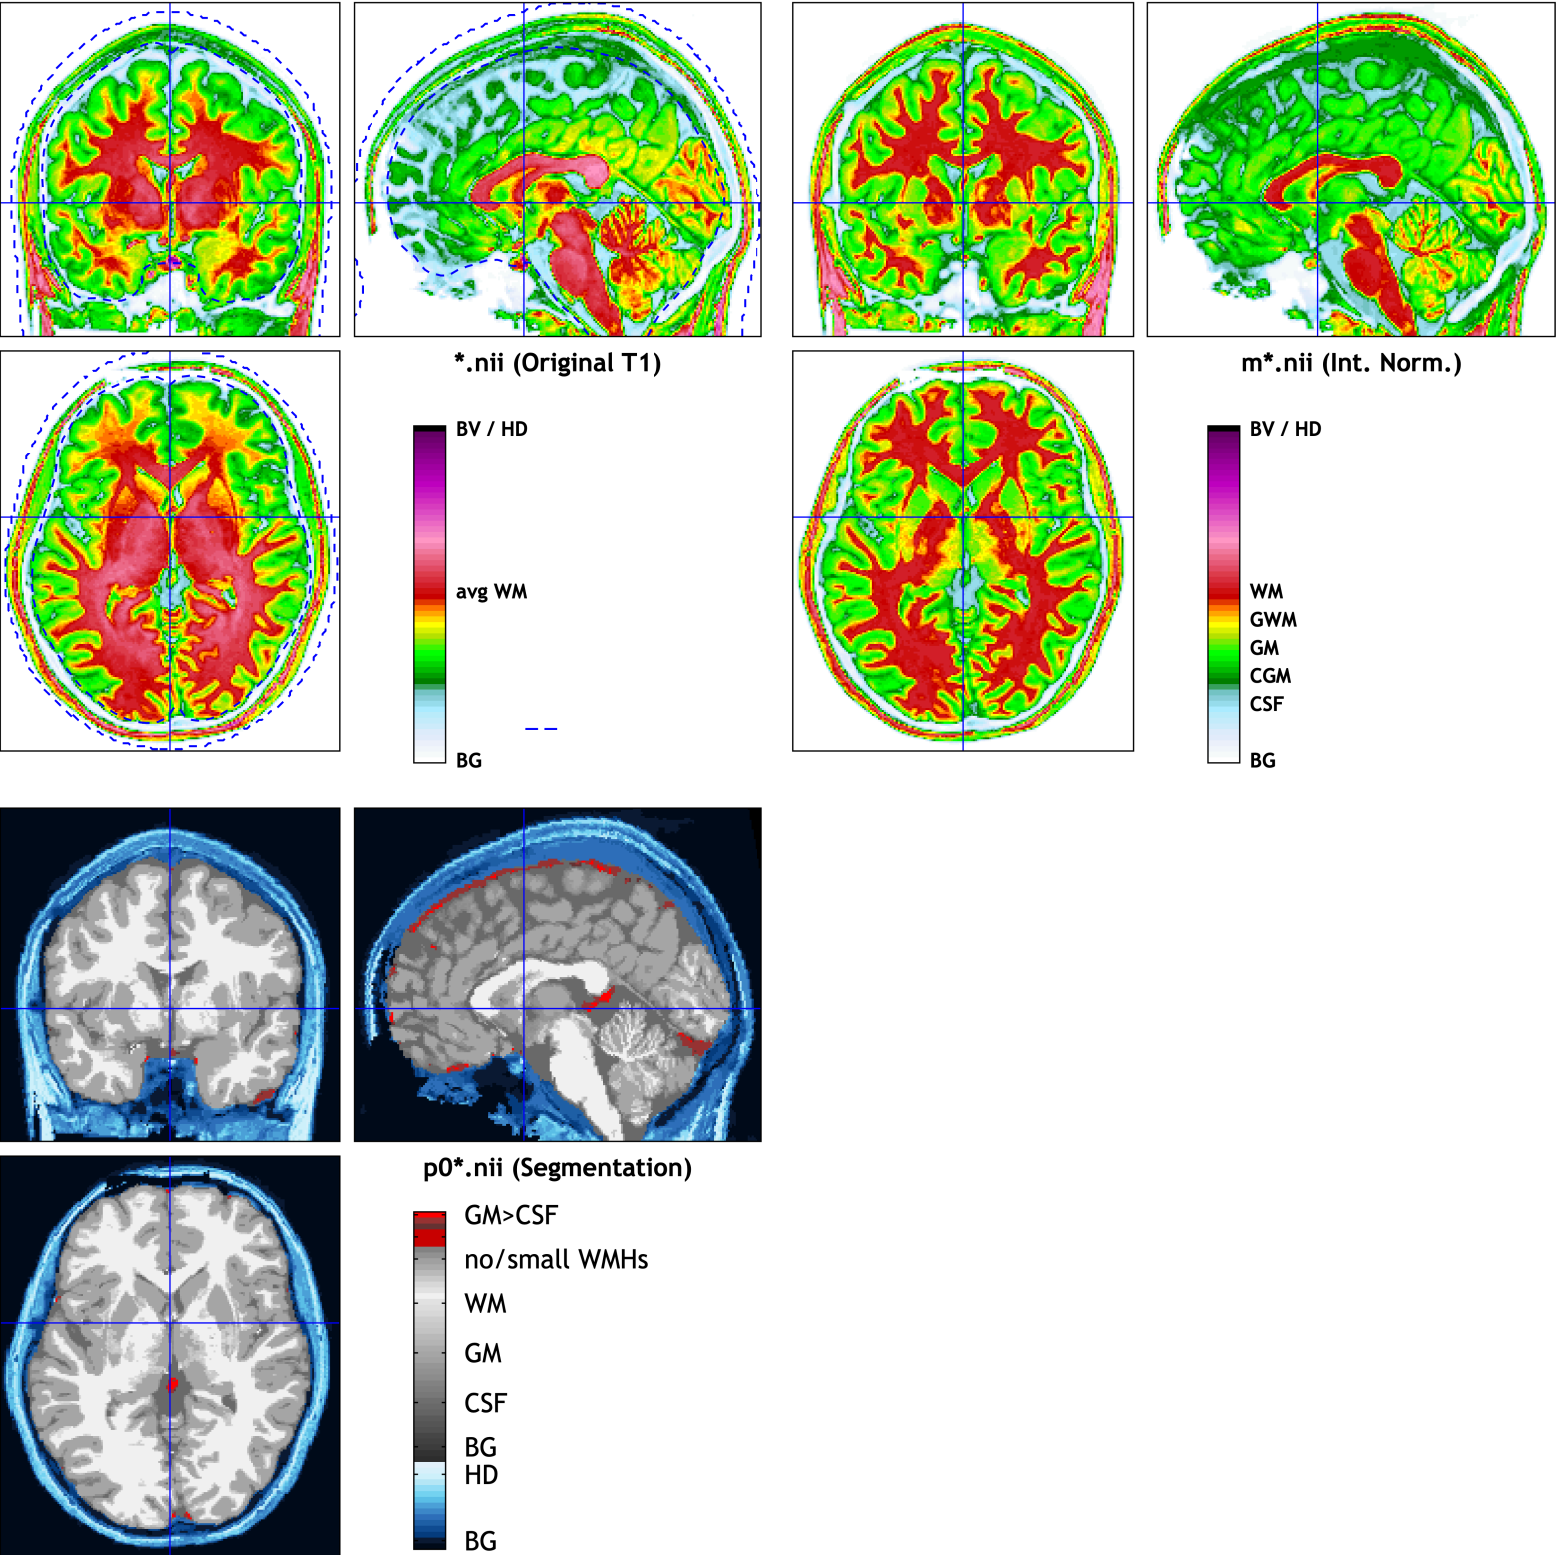 *.nii (Original T1)
BV / HD
avg WM
BG
m*.nii (Int. Norm.)
BV / HD
WM
GWM
GM
CGM
CSF
BG
p0*.nii (Segmentation)
GM>CSF
no/small WMHs
WM
GM
CSF
BG
HD
BG